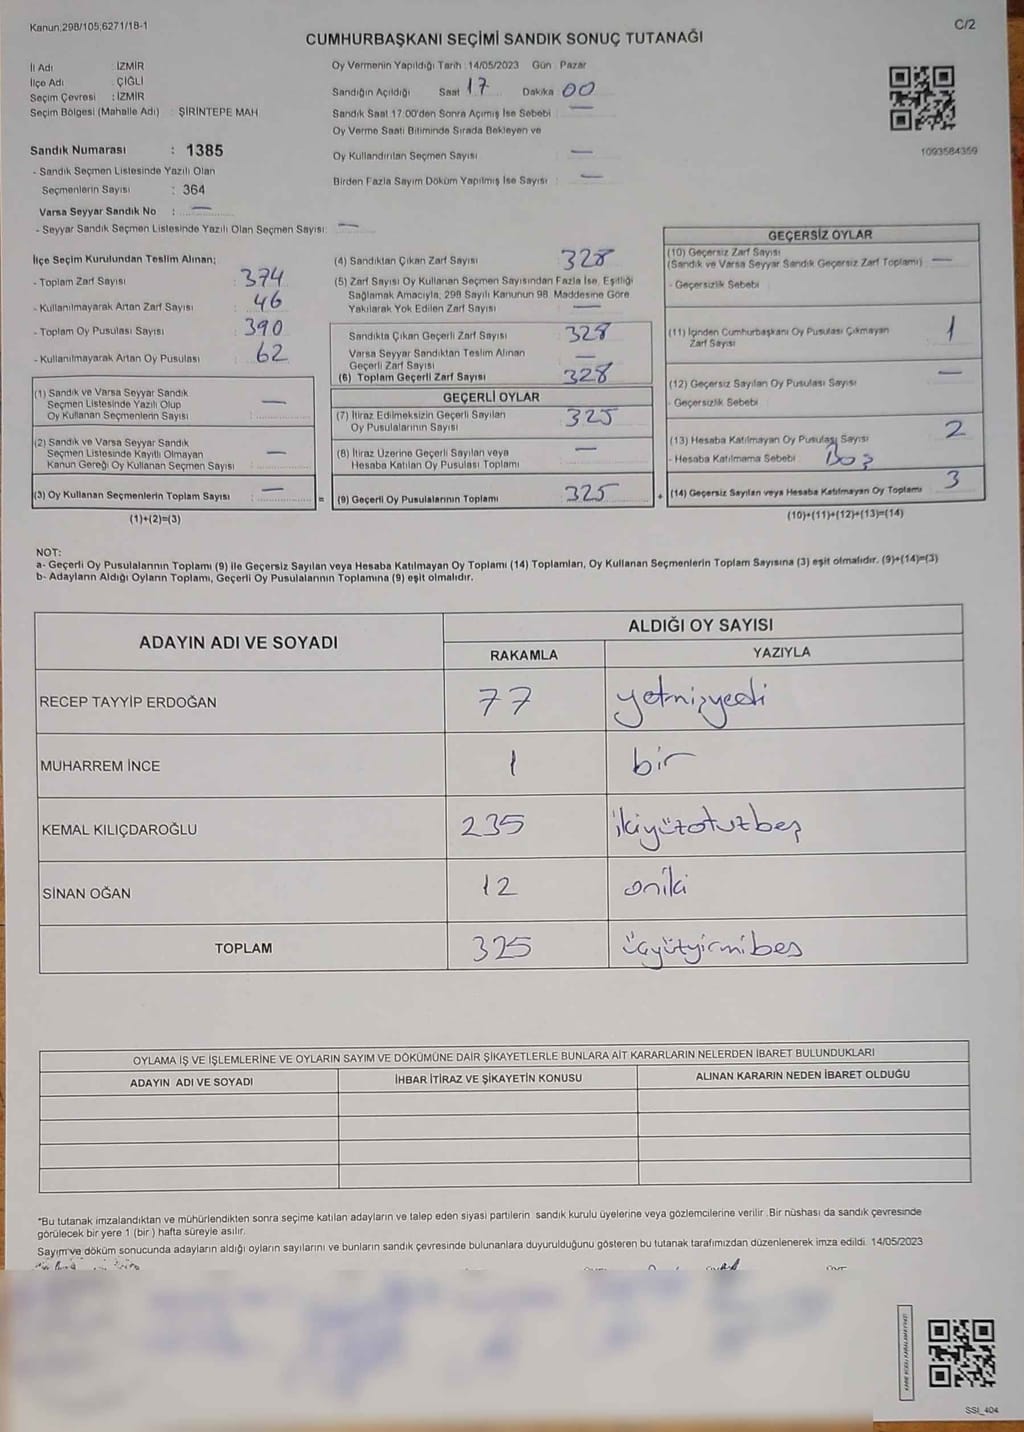 Kanun;298/105;6271/18-1
C/2
CUMHURBAŞKANI SEÇİMİ SANDIK SONUÇ TUTANAĞI
İl Adı : İZMİR
İlçe Adı : ÇİĞLİ
Seçim Çevresi : İZMİR
Seçim Bölgesi (Mahalle Adı) : ŞİRİNTEPE MAH
Sandık Numarası : 1385
- Sandık Seçmen Listesinde Yazılı Olan
Seçmenlerin Sayısı : 364
Varsa Seyyar Sandık No : —
- Seyyar Sandık Seçmen Listesinde Yazılı Olan Seçmen Sayısı: —
Oy Vermenin Yapıldığı Tarih : 14/05/2023 Gün : Pazar
Sandığın Açıldığı Saat 17 Dakika 00
Sandık Saat 17:00'den Sonra Açımış İse Sebebi —
Oy Verme Saati Bitiminde Sırada Bekleyen ve
Oy Kullandırılan Seçmen Sayısı —
Birden Fazla Sayım Döküm Yapılmış İse Sayısı : —
1093584359
İlçe Seçim Kurulundan Teslim Alınan;
- Toplam Zarf Sayısı : 374
- Kullanılmayarak Artan Zarf Sayısı : 46
- Toplam Oy Pusulası Sayısı : 390
- Kullanılmayarak Artan Oy Pusulası : 62
(1) Sandık ve Varsa Seyyar Sandık
Seçmen Listesinde Yazılı Olup
Oy Kullanan Seçmenlerin Sayısı : —
(2) Sandık ve Varsa Seyyar Sandık
Seçmen Listesinde Kayıtlı Olmayan
Kanun Gereği Oy Kullanan Seçmen Sayısı : —
(3) Oy Kullanan Seçmenlerin Toplam Sayısı : — =
(1)+(2)=(3)
(4) Sandıktan Çıkan Zarf Sayısı 328
(5) Zarf Sayısı Oy Kullanan Seçmen Sayısından Fazla İse, Eşitliği
Sağlamak Amacıyla, 298 Sayılı Kanunun 98. Maddesine Göre
Yakılarak Yok Edilen Zarf Sayısı —
Sandıkta Çıkan Geçerli Zarf Sayısı 328
Varsa Seyyar Sandıktan Teslim Alınan
Geçerli Zarf Sayısı —
(6) Toplam Geçerli Zarf Sayısı 328
GEÇERLİ OYLAR
(7) İtiraz Edilmeksizin Geçerli Sayılan
Oy Pusulalarının Sayısı 325
(8) İtiraz Üzerine Geçerli Sayılan veya
Hesaba Katılan Oy Pusulası Toplamı —
(9) Geçerli Oy Pusulalarının Toplamı 325 +
GEÇERSİZ OYLAR
(10) Geçersiz Zarf Sayısı
(Sandık ve Varsa Seyyar Sandık Geçersiz Zarf Toplamı) —
- Geçersizlik Sebebi
(11) İçinden Cumhurbaşkanı Oy Pusulası Çıkmayan
Zarf Sayısı 1
(12) Geçersiz Sayılan Oy Pusulası Sayısı —
- Geçersizlik Sebebi
(13) Hesaba Katılmayan Oy Pusulası Sayısı 2
- Hesaba Katılmama Sebebi : Boş
(14) Geçersiz Sayılan veya Hesaba Katılmayan Oy Toplamı 3
(10)+(11)+(12)+(13)=(14)
NOT:
a- Geçerli Oy Pusulalarının Toplamı (9) ile Geçersiz Sayılan veya Hesaba Katılmayan Oy Toplamı (14) Toplamları, Oy Kullanan Seçmenlerin Toplam Sayısına (3) eşit olmalıdır. (9)+(14)=(3)
b- Adayların Aldığı Oyların Toplamı, Geçerli Oy Pusulalarının Toplamına (9) eşit olmalıdır.
ADAYIN ADI VE SOYADI
ALDIĞI OY SAYISI
RAKAMLA YAZIYLA
RECEP TAYYİP ERDOĞAN 77 yetmişyedi
MUHARREM İNCE 1 bir
KEMAL KILIÇDAROĞLU 235 ikiyüzotuzbeş
SİNAN OĞAN 12 oniki
TOPLAM 325 üçyüzyirmibeş
OYLAMA İŞ VE İŞLEMLERİNE VE OYLARIN SAYIM VE DÖKÜMÜNE DAİR ŞİKAYETLERLE BUNLARA AİT KARARLARIN NELERDEN İBARET BULUNDUKLARI
ADAYIN ADI VE SOYADI İHBAR İTİRAZ VE ŞİKAYETİN KONUSU ALINAN KARARIN NEDEN İBARET OLDUĞU
*Bu tutanak imzalandıktan ve mühürlendikten sonra seçime katılan adayların ve talep eden siyasi partilerin sandık kurulu üyelerine veya gözlemcilerine verilir. Bir nüshası da sandık çevresinde
görülecek bir yere 1 (bir) hafta süreyle asılır.
Sayım ve döküm sonucunda adayların aldığı oyların sayılarını ve bunların sandık çevresinde bulunanlara duyurulduğunu gösteren bu tutanak tarafımızdan düzenlenerek imza edildi. 14/05/2023
SSI_404